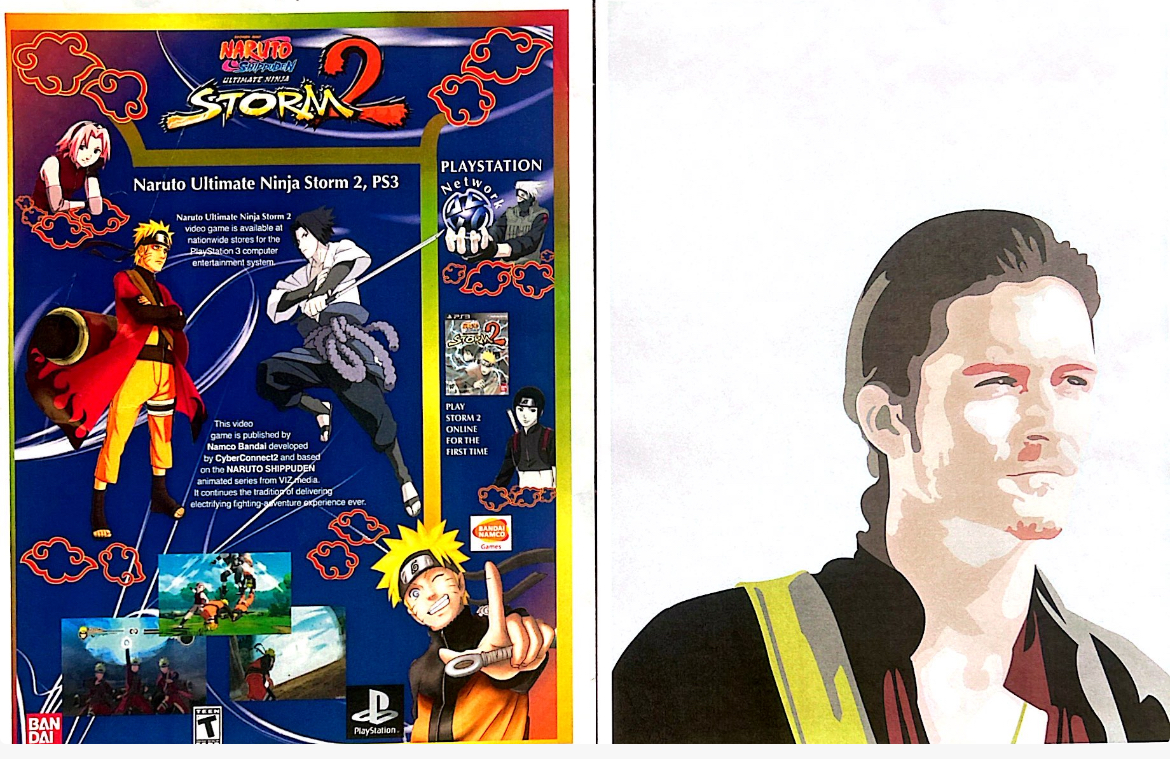 NARUTO
SHIPPUDEN
ULTIMATE NINJA
STORM 2
Naruto Ultimate Ninja Storm 2, PS3
Naruto Ultimate Ninja Storm 2
video game is available at
nationwide stores for the
PlayStation 3 computer
entertainment system.
This video
game is published by
Namco Bandai developed
by CyberConnect2 and based
on the NARUTO SHIPPUDEN
animated series from VIZ media.
It continues the tradition of delivering
electrifying fighting-adventure experience ever.
PLAYSTATION
Network
PS3
STORM 2
PLAY
STORM 2
ONLINE
FOR THE
FIRST TIME
BANDAI
NAMCO
Games
BAN
DAI
TEEN
T
PlayStation